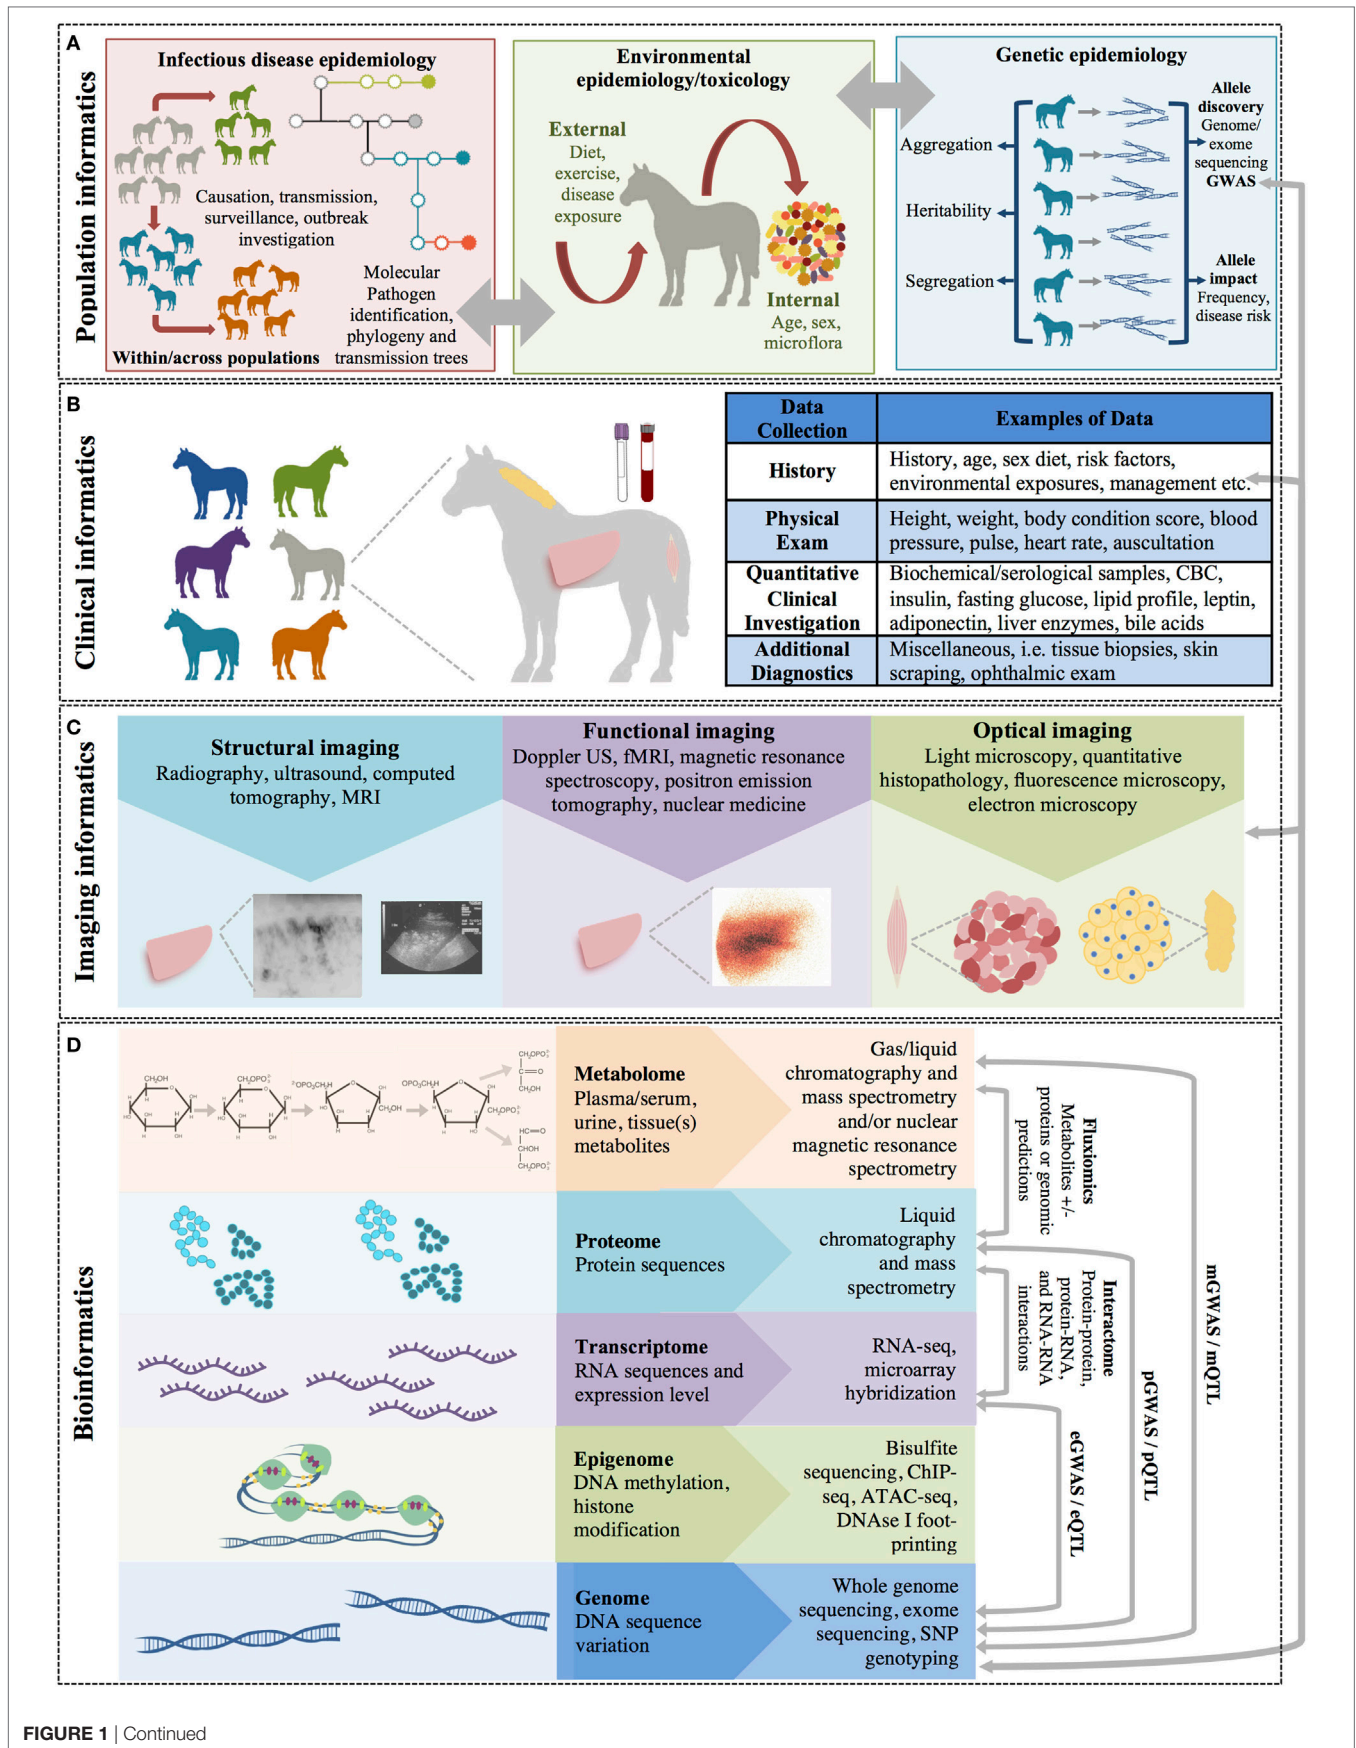 A
Population informatics
Infectious disease epidemiology
Causation, transmission,
surveillance, outbreak
investigation
Molecular
Pathogen
identification,
phylogeny and
transmission trees
Within/across populations
Environmental
epidemiology/toxicology
External
Diet,
exercise,
disease
exposure
Internal
Age, sex,
microflora
Genetic epidemiology
Aggregation
Heritability
Segregation
Allele
discovery
Genome/
exome
sequencing
GWAS
Allele
impact
Frequency,
disease risk
B
Clinical informatics
Data
Collection
Examples of Data
History
History, age, sex diet, risk factors,
environmental exposures, management etc.
Physical
Exam
Height, weight, body condition score, blood
pressure, pulse, heart rate, auscultation
Quantitative
Clinical
Investigation
Biochemical/serological samples, CBC,
insulin, fasting glucose, lipid profile, leptin,
adiponectin, liver enzymes, bile acids
Additional
Diagnostics
Miscellaneous, i.e. tissue biopsies, skin
scraping, ophthalmic exam
C
Imaging informatics
Structural imaging
Radiography, ultrasound, computed
tomography, MRI
Functional imaging
Doppler US, fMRI, magnetic resonance
spectroscopy, positron emission
tomography, nuclear medicine
Optical imaging
Light microscopy, quantitative
histopathology, fluorescence microscopy,
electron microscopy
D
Bioinformatics
Metabolome
Plasma/serum,
urine, tissue(s)
metabolites
Gas/liquid
chromatography and
mass spectrometry
and/or nuclear
magnetic resonance
spectrometry
Proteome
Protein sequences
Liquid
chromatography
and mass
spectrometry
Transcriptome
RNA sequences and
expression level
RNA-seq,
microarray
hybridization
Epigenome
DNA methylation,
histone
modification
Bisulfite
sequencing, ChIP-
seq, ATAC-seq,
DNAse I foot-
printing
Genome
DNA sequence
variation
Whole genome
sequencing, exome
sequencing, SNP
genotyping
Fluxiomics
Metabolites +/-
proteins or genomic
predictions
Interactome
Protein-protein,
protein-RNA,
and RNA-RNA
interactions
eGWAS / eQTL
pGWAS / pQTL
mGWAS / mQTL
FIGURE 1 | Continued